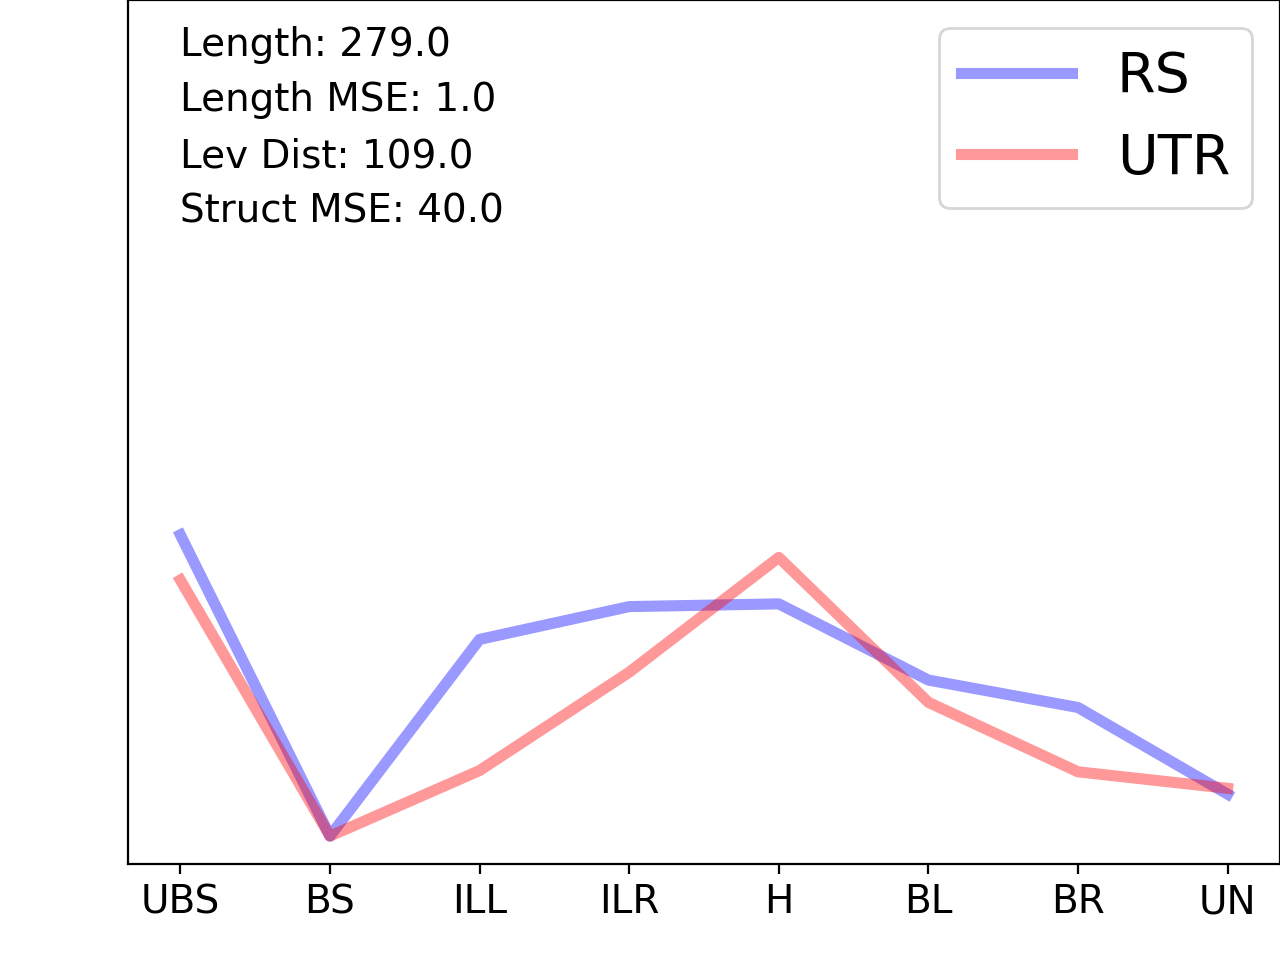 Length: 279.0
Length MSE: 1.0
Lev Dist: 109.0
Struct MSE: 40.0
RS
UTR
UBS BS ILL ILR H BL BR UN